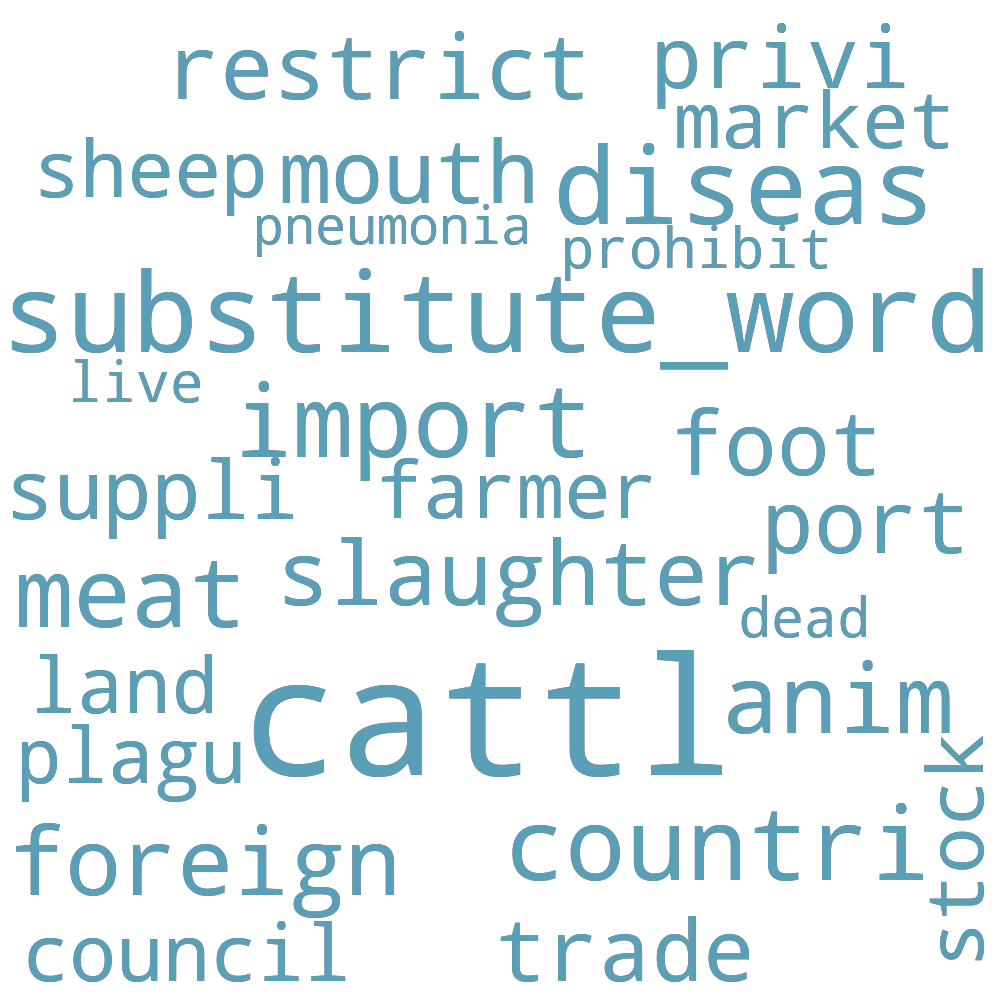 restrict privi
market
sheep mouth diseas
pneumonia prohibit
substitute_word
live
import foot
suppli farmer port
meat slaughter
dead
land cattl anim
plagu
stock
foreign countri
council trade